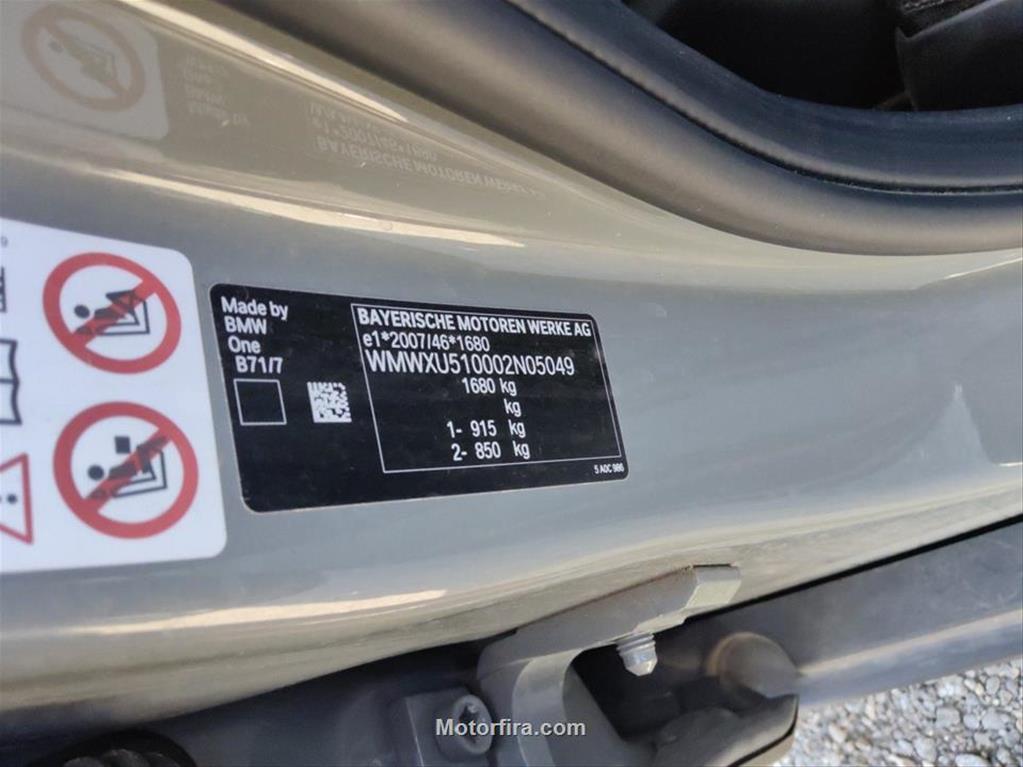 Made by
BMW
One
B71/7
BAYERISCHE MOTOREN WERKE AG
e1*2007/46*1680
WMWXU510002N05049
1680 kg
kg
1- 915 kg
2- 850 kg
5 A0C 986
Motorfira.com